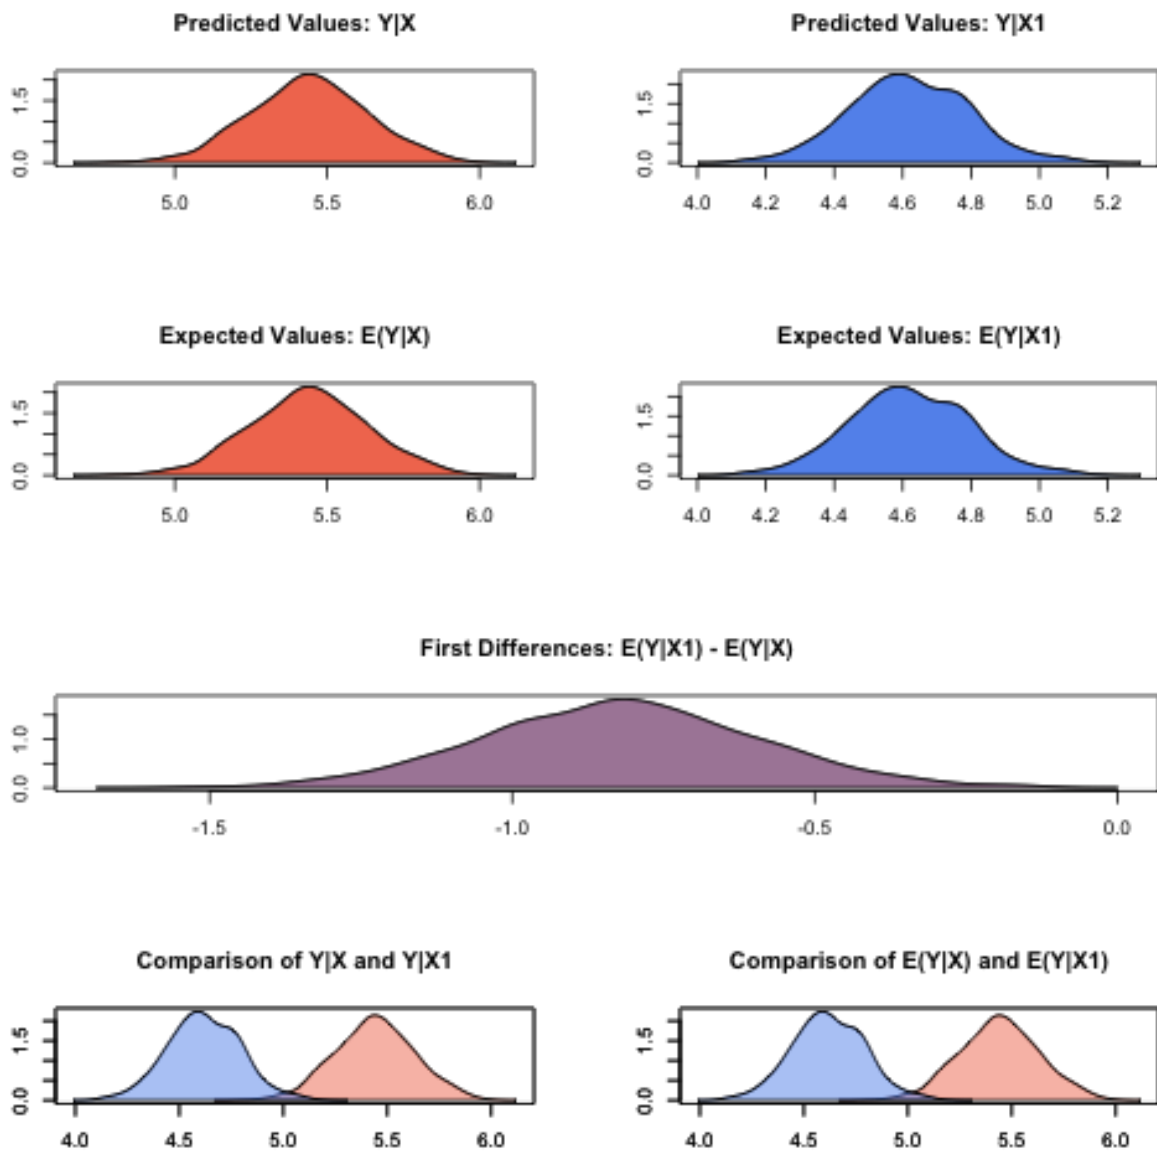 Predicted Values: Y|X
Predicted Values: Y|X1
0.0 1.5
5.0 5.5 6.0
0.0 1.5
4.0 4.2 4.4 4.6 4.8 5.0 5.2
Expected Values: E(Y|X)
Expected Values: E(Y|X1)
0.0 1.5
5.0 5.5 6.0
0.0 1.5
4.0 4.2 4.4 4.6 4.8 5.0 5.2
First Differences: E(Y|X1) - E(Y|X)
0.0 1.0
-1.5 -1.0 -0.5 0.0
Comparison of Y|X and Y|X1
Comparison of E(Y|X) and E(Y|X1)
0.0 1.5
4.0 4.5 5.0 5.5 6.0
0.0 1.5
4.0 4.5 5.0 5.5 6.0